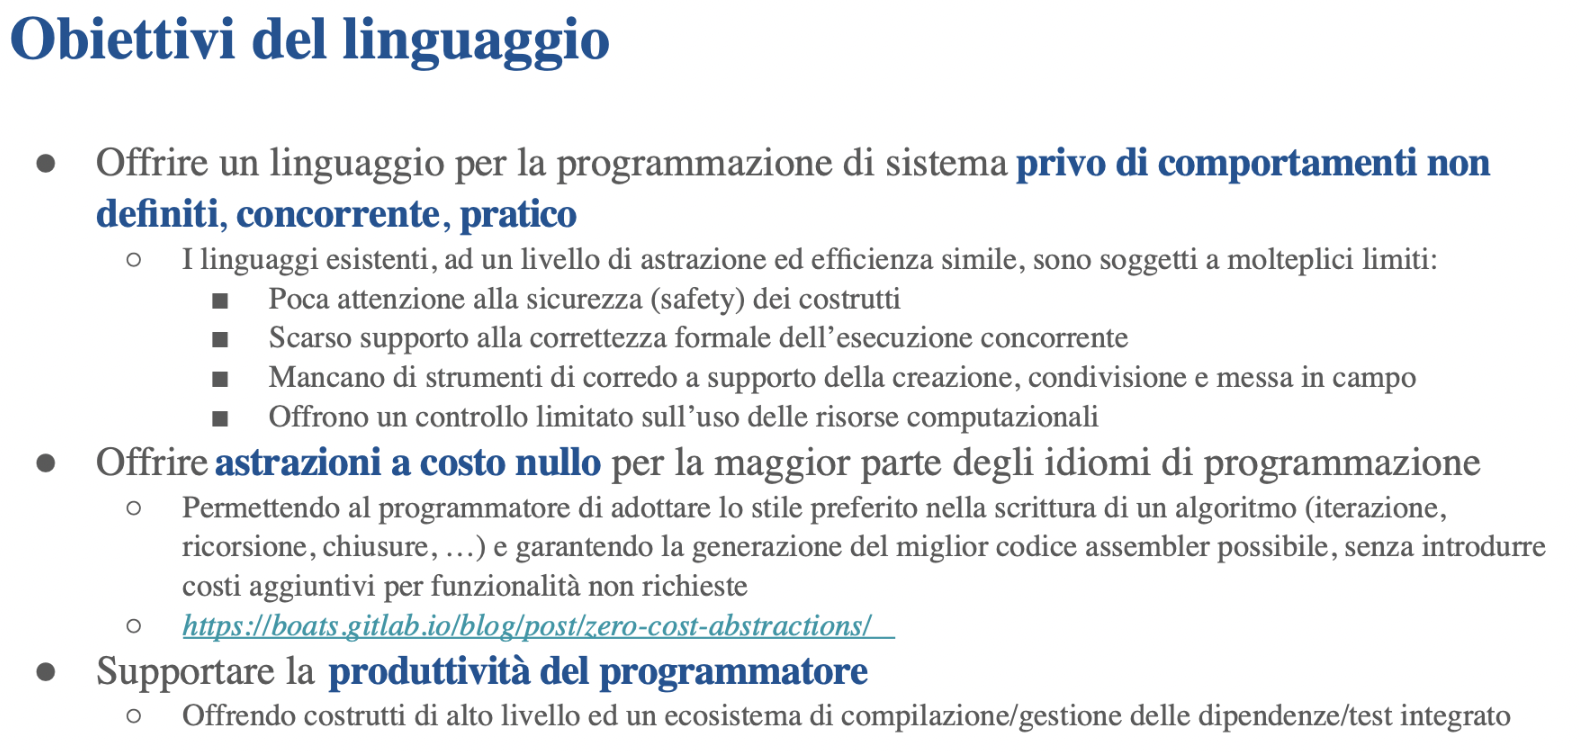 Obiettivi del linguaggio
● Offrire un linguaggio per la programmazione di sistema privo di comportamenti non
definiti, concorrente, pratico
○ I linguaggi esistenti, ad un livello di astrazione ed efficienza simile, sono soggetti a molteplici limiti:
■ Poca attenzione alla sicurezza (safety) dei costrutti
■ Scarso supporto alla correttezza formale dell’esecuzione concorrente
■ Mancano di strumenti di corredo a supporto della creazione, condivisione e messa in campo
■ Offrono un controllo limitato sull’uso delle risorse computazionali
● Offrire astrazioni a costo nullo per la maggior parte degli idiomi di programmazione
○ Permettendo al programmatore di adottare lo stile preferito nella scrittura di un algoritmo (iterazione,
ricorsione, chiusure, …) e garantendo la generazione del miglior codice assembler possibile, senza introdurre
costi aggiuntivi per funzionalità non richieste
○ https://boats.gitlab.io/blog/post/zero-cost-abstractions/
● Supportare la produttività del programmatore
○ Offrendo costrutti di alto livello ed un ecosistema di compilazione/gestione delle dipendenze/test integrato